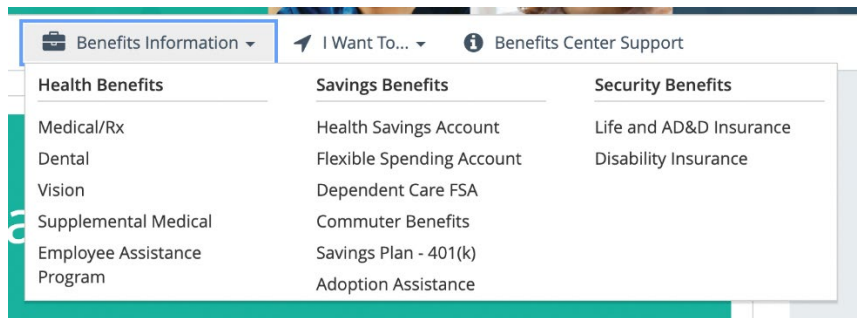 Benefits Information
I Want To...
Benefits Center Support
Health Benefits
Medical/Rx
Dental
Vision
Supplemental Medical
Employee Assistance
Program
Savings Benefits
Health Savings Account
Flexible Spending Account
Dependent Care FSA
Commuter Benefits
Savings Plan - 401(k)
Adoption Assistance
Security Benefits
Life and AD&D Insurance
Disability Insurance